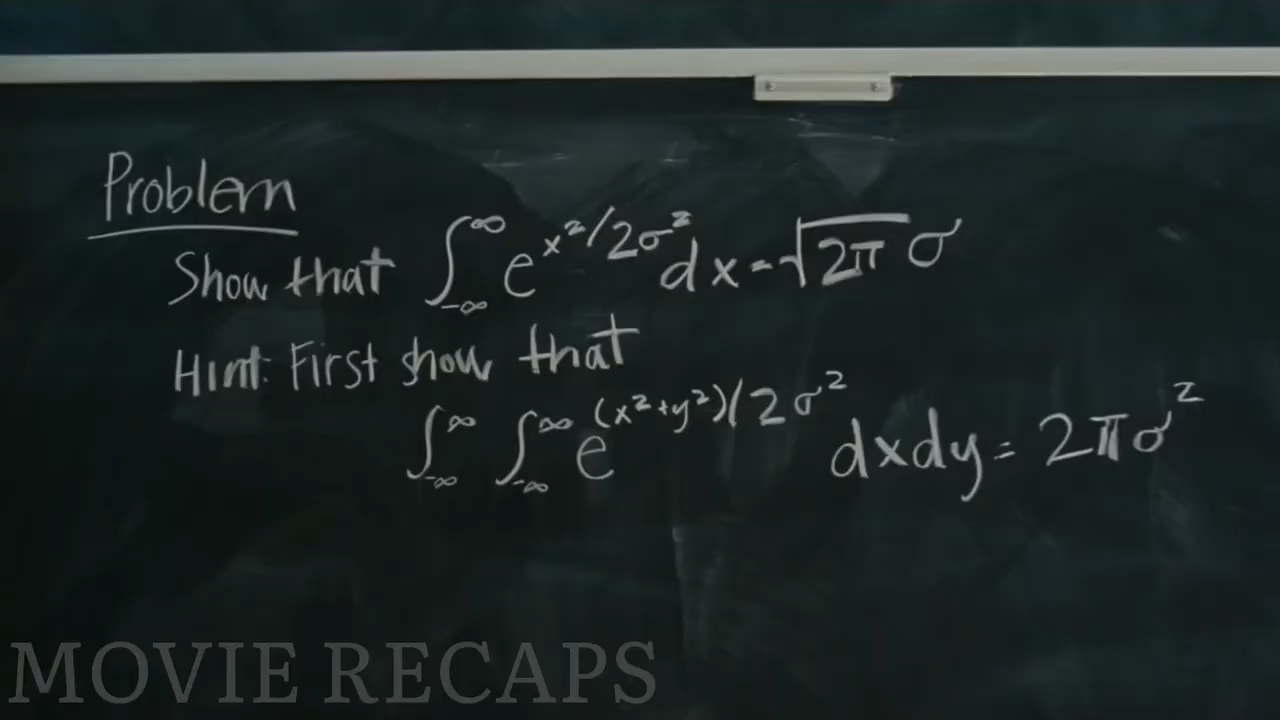 Problem
Show that ∫_{-∞}^{∞} e^{x²/2σ²} dx = √(2π) σ
Hint: First show that
∫_{-∞}^{∞} ∫_{-∞}^{∞} e^{(x²+y²)/2σ²} dxdy = 2πσ²
MOVIE RECAPS